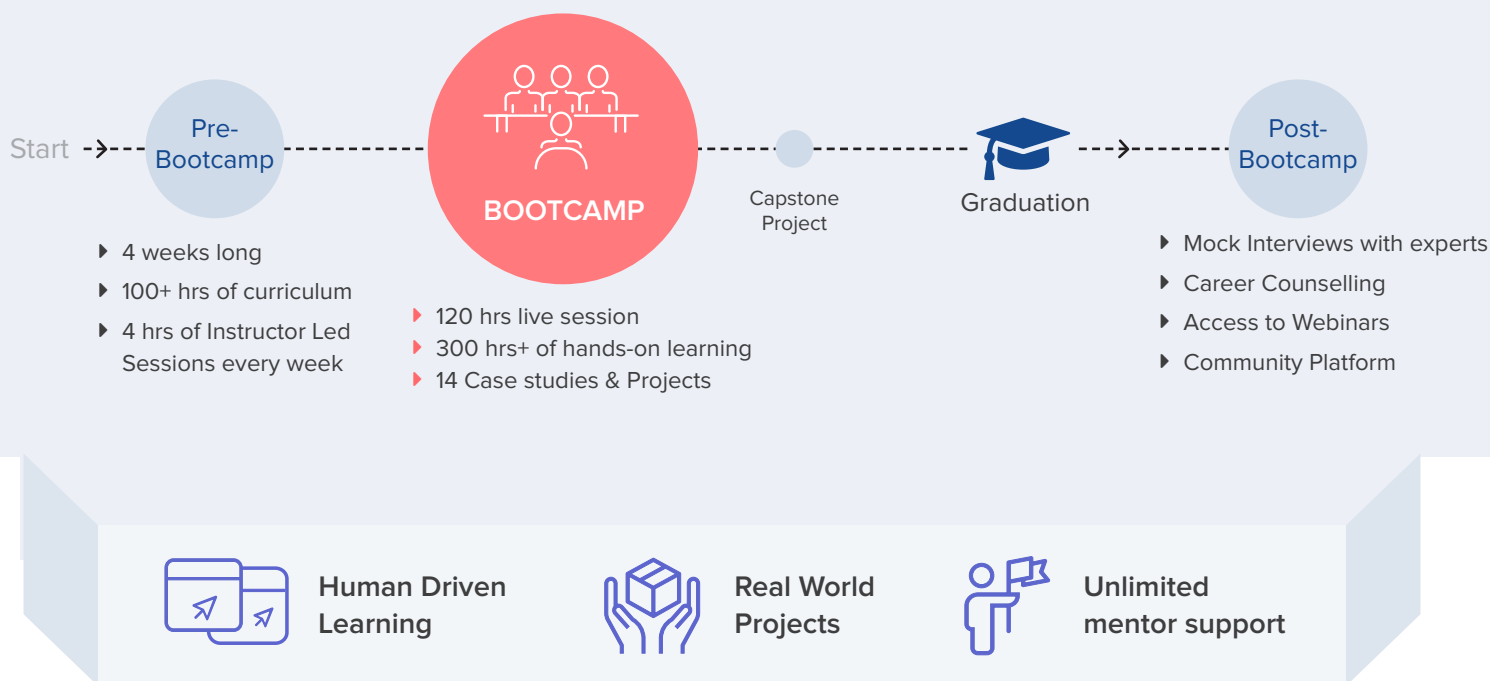 Start
Pre-
Bootcamp
4 weeks long
100+ hrs of curriculum
4 hrs of Instructor Led
Sessions every week
BOOTCAMP
120 hrs live session
300 hrs+ of hands-on learning
14 Case studies & Projects
Capstone
Project
Graduation
Post-
Bootcamp
Mock Interviews with experts
Career Counselling
Access to Webinars
Community Platform
Human Driven
Learning
Real World
Projects
Unlimited
mentor support